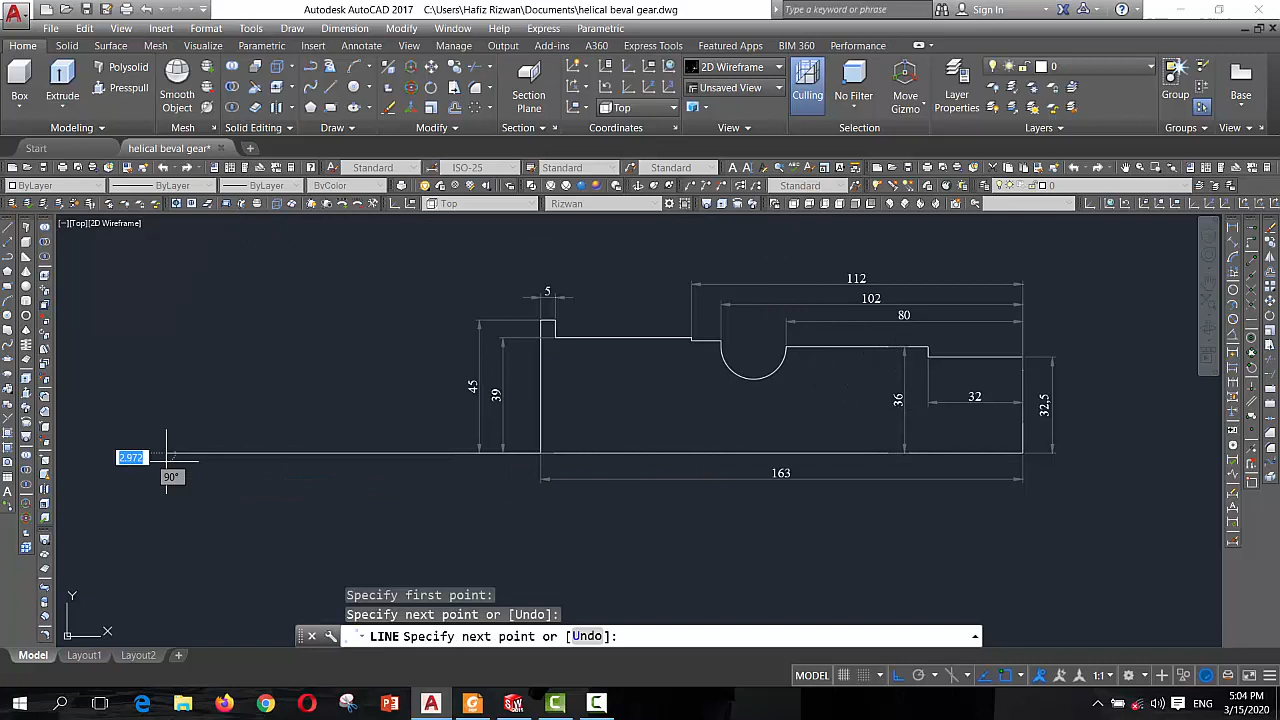 Autodesk AutoCAD 2017 C:\Users\Hafiz Rizwan\Documents\helical beval gear.dwg
Type a keyword or phrase
Sign In
File Edit View Insert Format Tools Draw Dimension Modify Window Help Express Parametric
Home Solid Surface Mesh Visualize Parametric Insert Annotate View Manage Output Add-ins A360 Express Tools Featured Apps BIM 360 Performance
Polysolid
Presspull
Box
Extrude
Smooth
Object
Section
Plane
Top
2D Wireframe
Unsaved View
Culling
No Filter
Move
Gizmo
Layer
Properties
0
Group
Base
Modeling
Mesh
Solid Editing
Draw
Modify
Section
Coordinates
View
Selection
Layers
Groups
View
Start
helical beval gear*
Standard
ISO-25
Standard
Standard
ByLayer
ByLayer
ByLayer
ByColor
Standard
0
Top
Rizwan
[−][Top][2D Wireframe]
112
5
102
80
45
39
36
32
32,5
2.972
90°
163
Y
X
Specify first point:
Specify next point or [Undo]:
LINE Specify next point or [Undo]:
Model Layout1 Layout2
MODEL
1:1
ENG
5:04 PM
3/15/2020